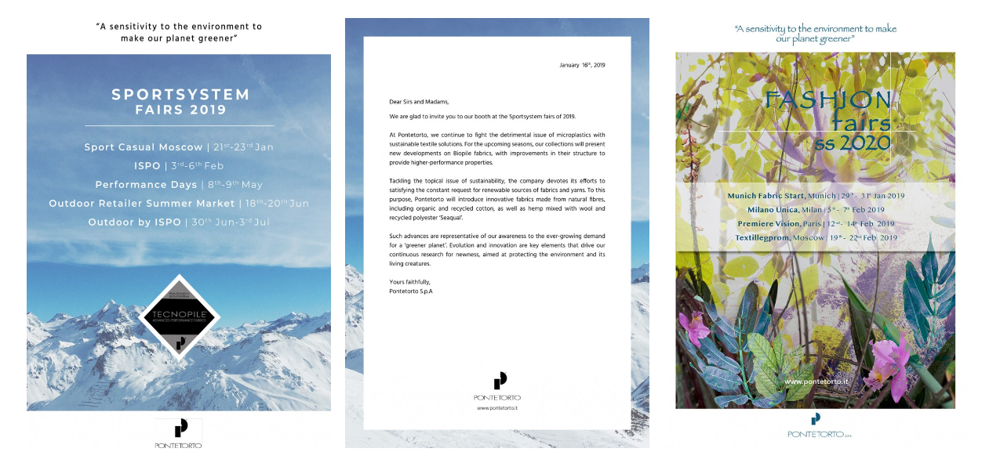 “A sensitivity to the environment to
make our planet greener“
SPORTSYSTEM
FAIRS 2019
Sport Casual Moscow | 21st-23rd Jan
ISPO | 3rd-6th Feb
Performance Days | 8th-9th May
Outdoor Retailer Summer Market | 18th-20th Jun
Outdoor by ISPO | 30th Jun-3rd Jul
TECNOPILE
ADVANCED PERFORMANCE FABRICS
PONTETORTO
January 16th, 2019
Dear Sirs and Madams,
We are glad to invite you to our booth at the Sportsystem fairs of 2019.
At Pontetorto, we continue to fight the detrimental issue of microplastics with
sustainable textile solutions. For the upcoming seasons, our collections will present
new developments on Biopile fabrics, with improvements in their structure to
provide higher-performance properties.
Tackling the topical issue of sustainability, the company devotes its efforts to
satisfying the constant request for renewable sources of fabrics and yarns. To this
purpose, Pontetorto will introduce innovative fabrics made from natural fibres,
including organic and recycled cotton, as well as hemp mixed with wool and
recycled polyester ‘Seaqual’.
Such advances are representative of our awareness to the ever-growing demand
for a ‘greener planet’. Evolution and innovation are key elements that drive our
continuous research for newness, aimed at protecting the environment and its
living creatures.
Yours faithfully,
Pontetorto S.p.A
PONTETORTO
www.pontetorto.it
“A sensitivity to the environment to make
our planet greener”
FASHION
fairs
ss 2020
Munich Fabric Start, Munich | 29th - 31st Jan 2019
Milano Unica, Milan | 5th - 7th Feb 2019
Premiere Vision, Paris | 12nd - 14th Feb 2019
Textillegprom, Moscow | 19th - 22nd Feb 2019
www.pontetorto.it
PONTETORTO S.P.A.